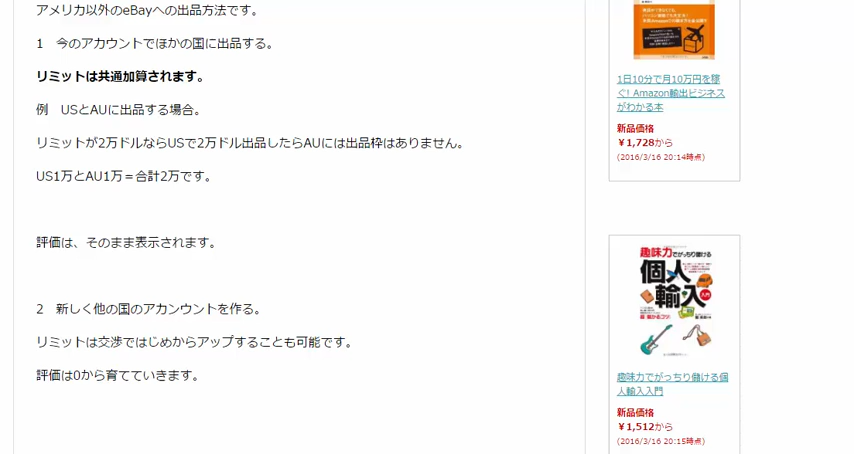 アメリカ以外のeBayへの出品方法です。
1　今のアカウントでほかの国に出品する。
リミットは共通加算されます。
例　USとAUに出品する場合。
リミットが2万ドルならUSで2万ドル出品したらAUには出品枠はありません。
US1万とAU1万＝合計2万です。
評価は、そのまま表示されます。
2　新しく他の国のアカンウントを作る。
リミットは交渉ではじめからアップすることも可能です。
評価は0から育てていきます。
1日10分で月10万円を稼
ぐ! Amazon輸出ビジネス
がわかる本
新品価格
￥1,728から
(2016/3/16 20:14時点)
趣味力でがっちり儲ける
個人
輸入
入門
趣味力でがっちり儲ける個
人輸入入門
新品価格
￥1,512から
(2016/3/16 20:15時点)